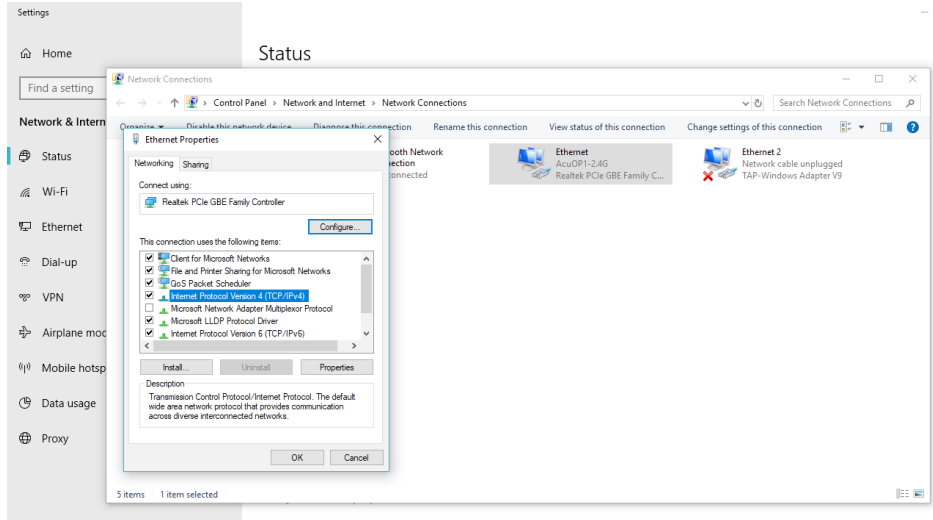 Settings
Home
Find a setting
Network & Intern
Status
Wi-Fi
Ethernet
Dial-up
VPN
Airplane mod
Mobile hotsp
Data usage
Proxy
Status
Network Connections
Control Panel > Network and Internet > Network Connections
Search Network Connections
Organize Disable this network device Diagnose this connection Rename this connection View status of this connection Change settings of this connection
ooth Network
ection
onnected
Ethernet
AcuOP1-2.4G
Realtek PCIe GBE Family C...
Ethernet 2
Network cable unplugged
TAP-Windows Adapter V9
Ethernet Properties
Networking Sharing
Connect using:
Realtek PCIe GBE Family Controller
Configure...
This connection uses the following items:
Client for Microsoft Networks
File and Printer Sharing for Microsoft Networks
QoS Packet Scheduler
Internet Protocol Version 4 (TCP/IPv4)
Microsoft Network Adapter Multiplexor Protocol
Microsoft LLDP Protocol Driver
Internet Protocol Version 6 (TCP/IPv6)
Install... Uninstall Properties
Description
Transmission Control Protocol/Internet Protocol. The default
wide area network protocol that provides communication
across diverse interconnected networks.
OK Cancel
5 items 1 item selected